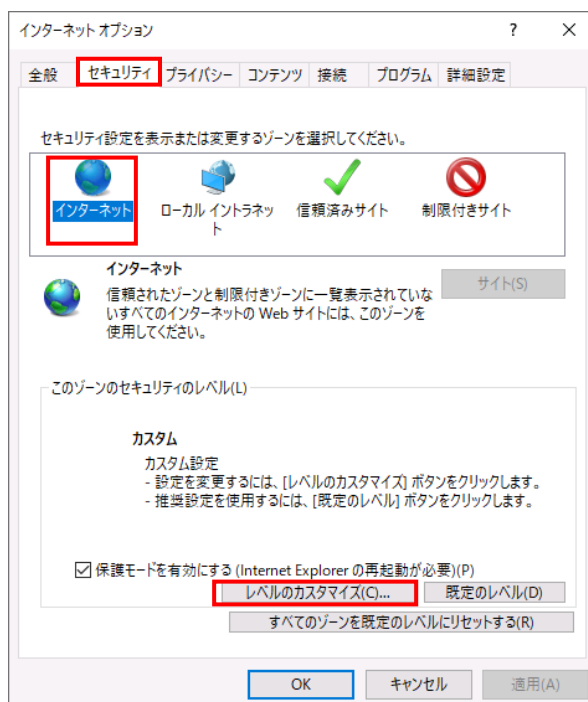 インターネット オプション
?
×
全般 セキュリティ プライバシー コンテンツ 接続 プログラム 詳細設定
セキュリティ設定を表示または変更するゾーンを選択してください。
インターネット
ローカル イントラネッ
ト
信頼済みサイト
制限付きサイト
インターネット
信頼されたゾーンと制限付きゾーンに一覧表示されていな
いすべてのインターネットの Web サイトには、このゾーンを
使用してください。
サイト(S)
このゾーンのセキュリティのレベル(L)
カスタム
カスタム設定
- 設定を変更するには、[レベルのカスタマイズ] ボタンをクリックします。
- 推奨設定を使用するには、[既定のレベル] ボタンをクリックします。
保護モードを有効にする (Internet Explorer の再起動が必要)(P)
レベルのカスタマイズ(C)... 既定のレベル(D)
すべてのゾーンを既定のレベルにリセットする(R)
OK キャンセル 適用(A)